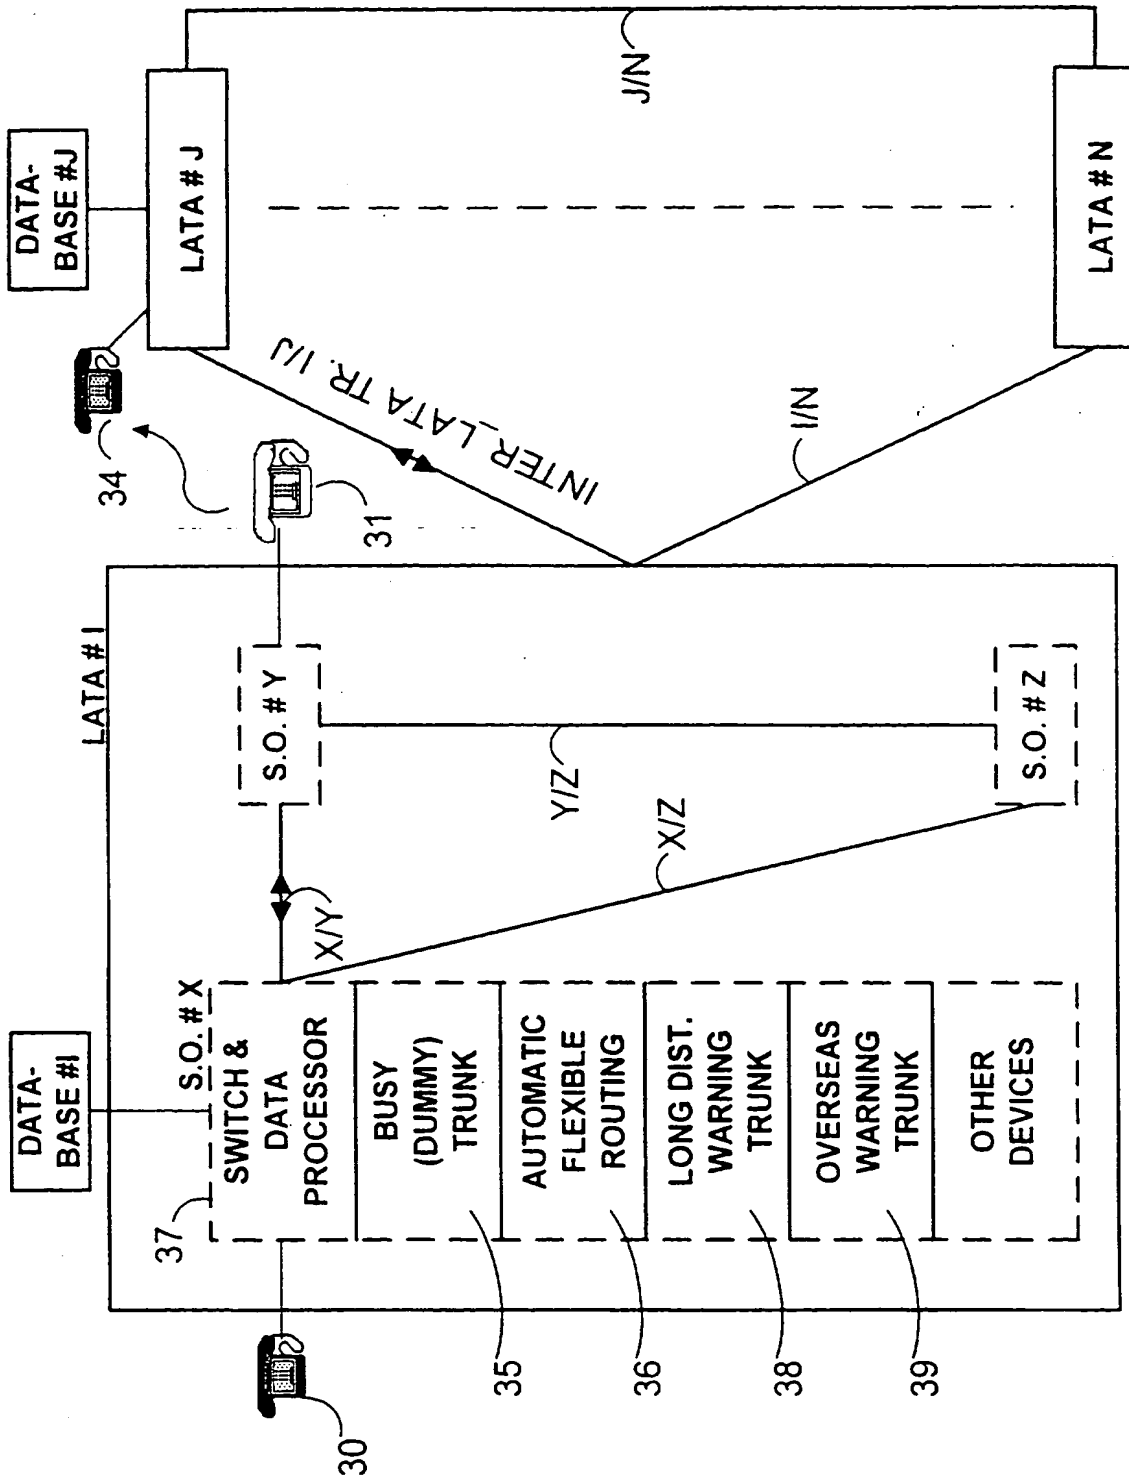 DATA-
BASE #I
DATA-
BASE #J
LATA # I
S.O. # X
37
SWITCH &
DATA
PROCESSOR
BUSY
(DUMMY)
TRUNK
AUTOMATIC
FLEXIBLE
ROUTING
LONG DIST.
WARNING
TRUNK
OVERSEAS
WARNING
TRUNK
OTHER
DEVICES
30
35
36
38
39
X/Y
X/Z
Y/Z
S.O. # Y
S.O. # Z
31
34
INTER_LATA TR. I/J
I/N
J/N
LATA # J
LATA # N